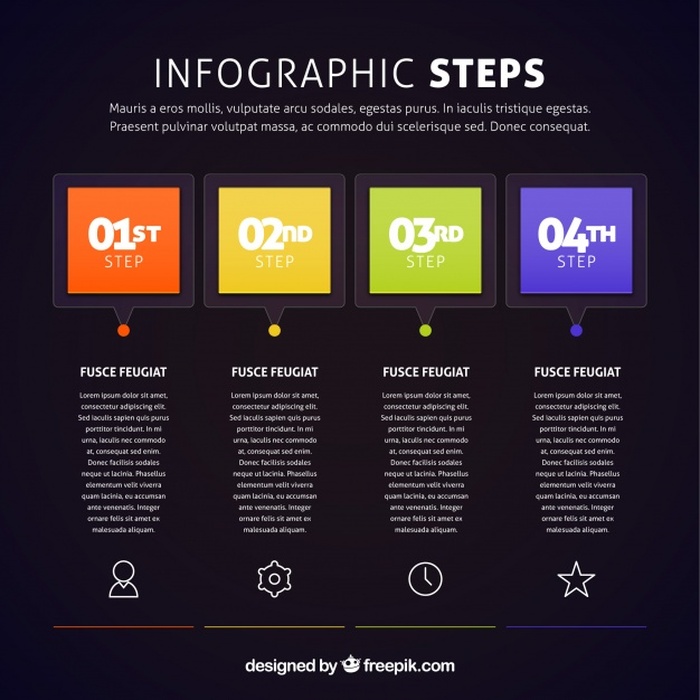 INFOGRAPHIC STEPS
Mauris a eros mollis, vulputate arcu sodales, egestas purus. In iaculis tristique egestas.
Praesent pulvinar volutpat massa, ac commodo dui scelerisque sed. Donec consequat.
01ST
STEP
02ND
STEP
03RD
STEP
04TH
STEP
FUSCE FEUGIAT
Lorem ipsum dolor sit amet,
consectetur adipiscing elit.
Sed iaculis sapien quis purus
porttitor tincidunt. In mi
urna, iaculis nec commodo
at, consequat sed enim.
Donec facilisis sodales
neque ut lacinia. Phasellus
elementum velit viverra
quam lacinia, eu accumsan
ante venenatis. Integer
ornare felis sit amet ex
malesuada aliquam.
FUSCE FEUGIAT
Lorem ipsum dolor sit amet,
consectetur adipiscing elit.
Sed iaculis sapien quis purus
porttitor tincidunt. In mi
urna, iaculis nec commodo
at, consequat sed enim.
Donec facilisis sodales
neque ut lacinia. Phasellus
elementum velit viverra
quam lacinia, eu accumsan
ante venenatis. Integer
ornare felis sit amet ex
malesuada aliquam.
FUSCE FEUGIAT
Lorem ipsum dolor sit amet,
consectetur adipiscing elit.
Sed iaculis sapien quis purus
porttitor tincidunt. In mi
urna, iaculis nec commodo
at, consequat sed enim.
Donec facilisis sodales
neque ut lacinia. Phasellus
elementum velit viverra
quam lacinia, eu accumsan
ante venenatis. Integer
ornare felis sit amet ex
malesuada aliquam.
FUSCE FEUGIAT
Lorem ipsum dolor sit amet,
consectetur adipiscing elit.
Sed iaculis sapien quis purus
porttitor tincidunt. In mi
urna, iaculis nec commodo
at, consequat sed enim.
Donec facilisis sodales
neque ut lacinia. Phasellus
elementum velit viverra
quam lacinia, eu accumsan
ante venenatis. Integer
ornare felis sit amet ex
malesuada aliquam.
designed by freepik.com